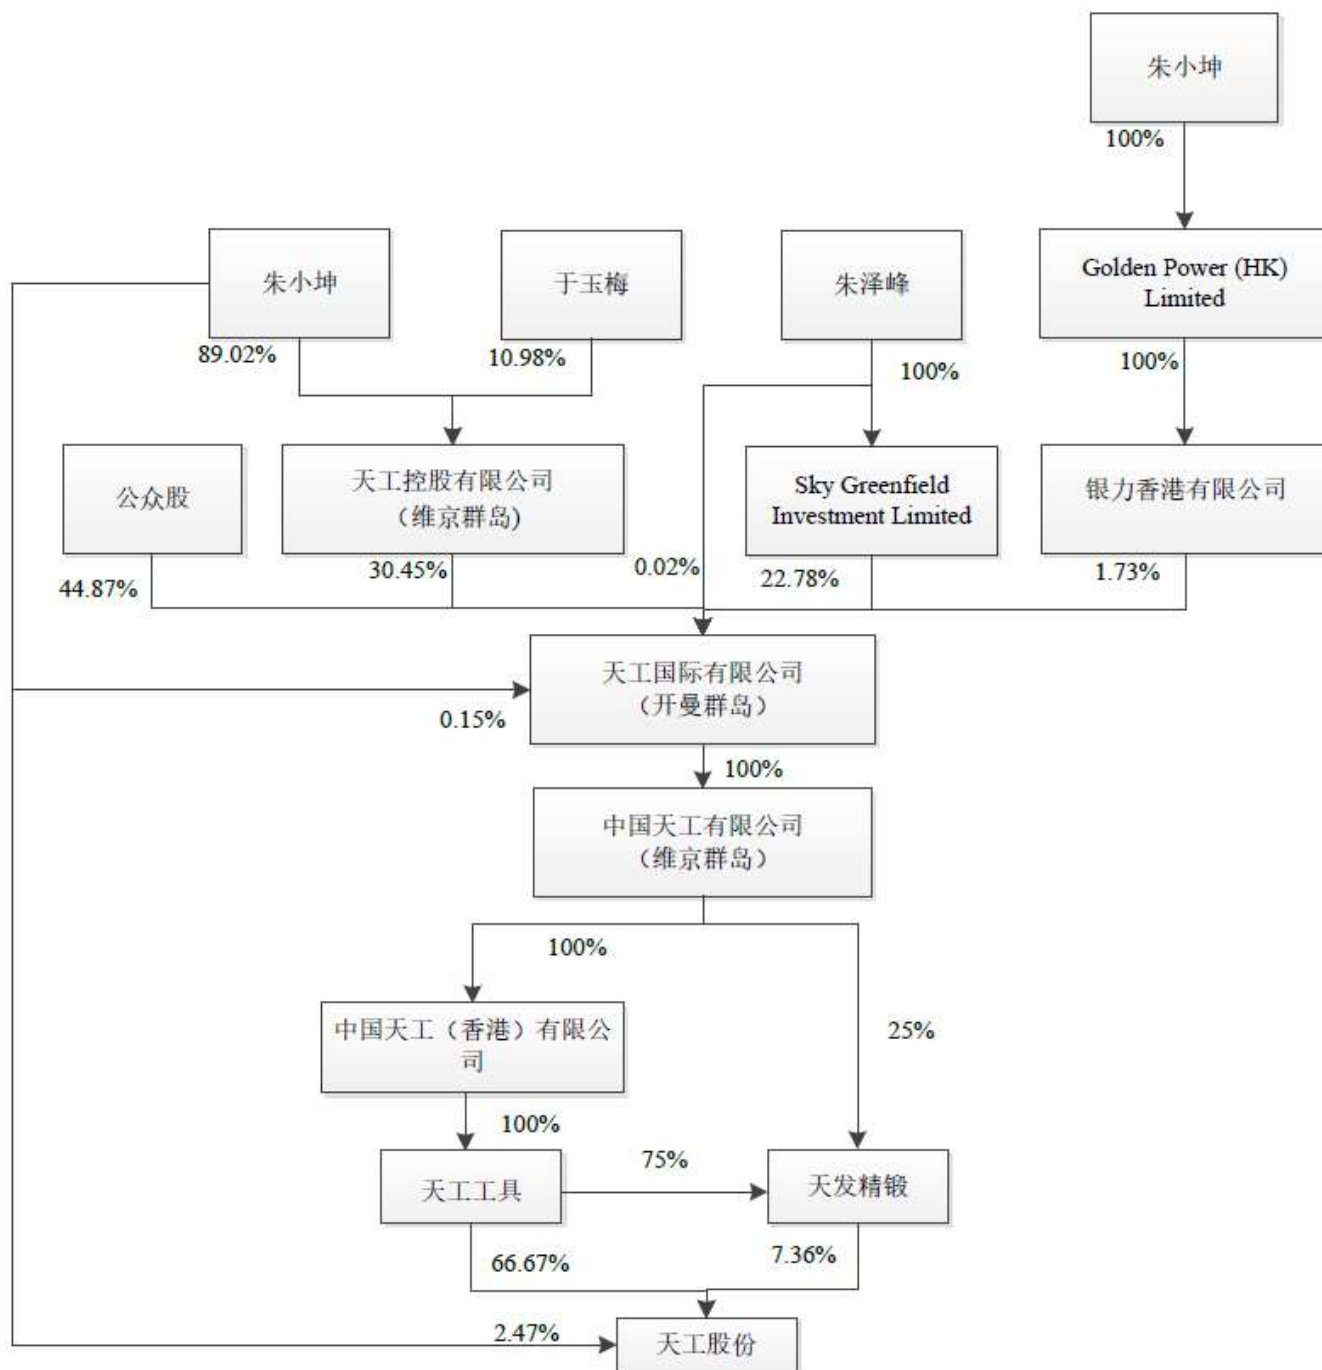 朱小坤
100%
朱小坤
于玉梅
朱泽峰
Golden Power (HK)
Limited
89.02%
10.98%
100%
100%
公众股
天工控股有限公司
（维京群岛)
Sky Greenfield
Investment Limited
银力香港有限公司
44.87%
30.45%
0.02%
22.78%
1.73%
天工国际有限公司
（开曼群岛）
0.15%
100%
中国天工有限公司
（维京群岛）
100%
25%
中国天工（香港）有限公
司
100%
75%
天工工具
天发精锻
66.67%
7.36%
2.47%
天工股份